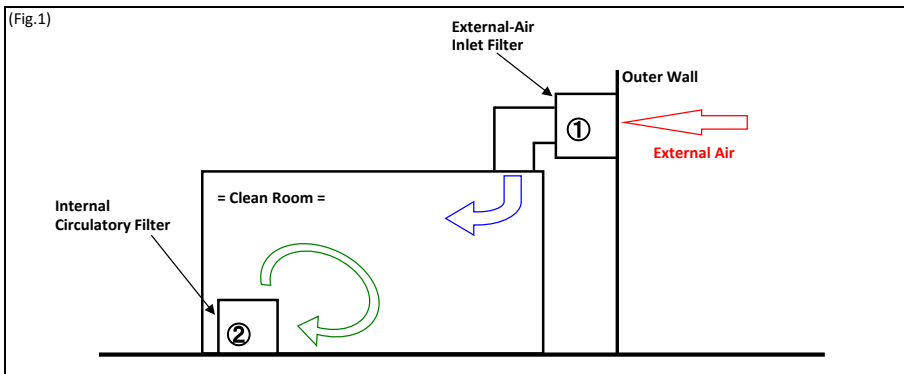 (Fig.1)
External-Air
Inlet Filter
Outer Wall
①
External Air
= Clean Room =
Internal
Circulatory Filter
②